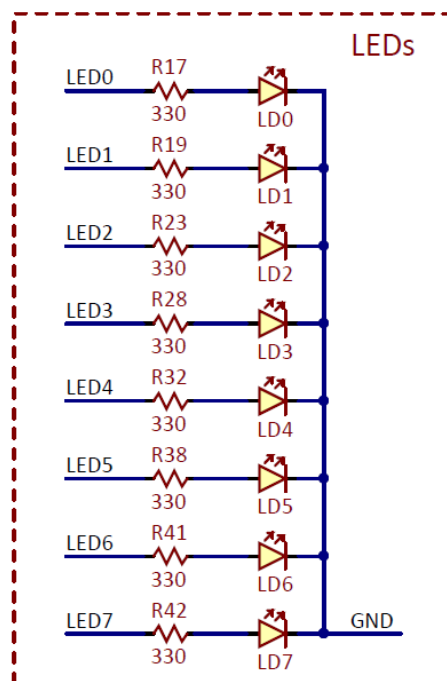 LEDs
LED0 R17
330 LD0
LED1 R19
330 LD1
LED2 R23
330 LD2
LED3 R28
330 LD3
LED4 R32
330 LD4
LED5 R38
330 LD5
LED6 R41
330 LD6
LED7 R42 GND
330 LD7